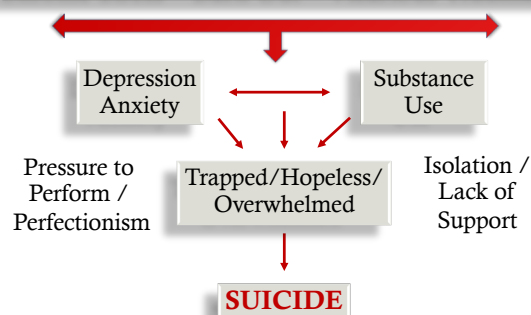 Depression
Anxiety
Substance
Use
Pressure to
Perform /
Perfectionism
Trapped/Hopeless/
Overwhelmed
Isolation /
Lack of
Support
SUICIDE